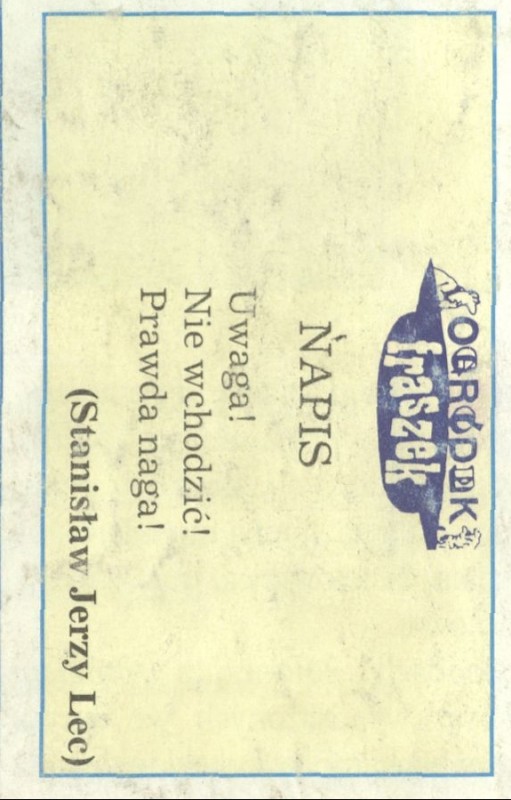 OGRÓDEK
fraszek
NAPIS
Uwaga!
Nie wchodzić!
Prawda naga!
(Stanisław Jerzy Lec)